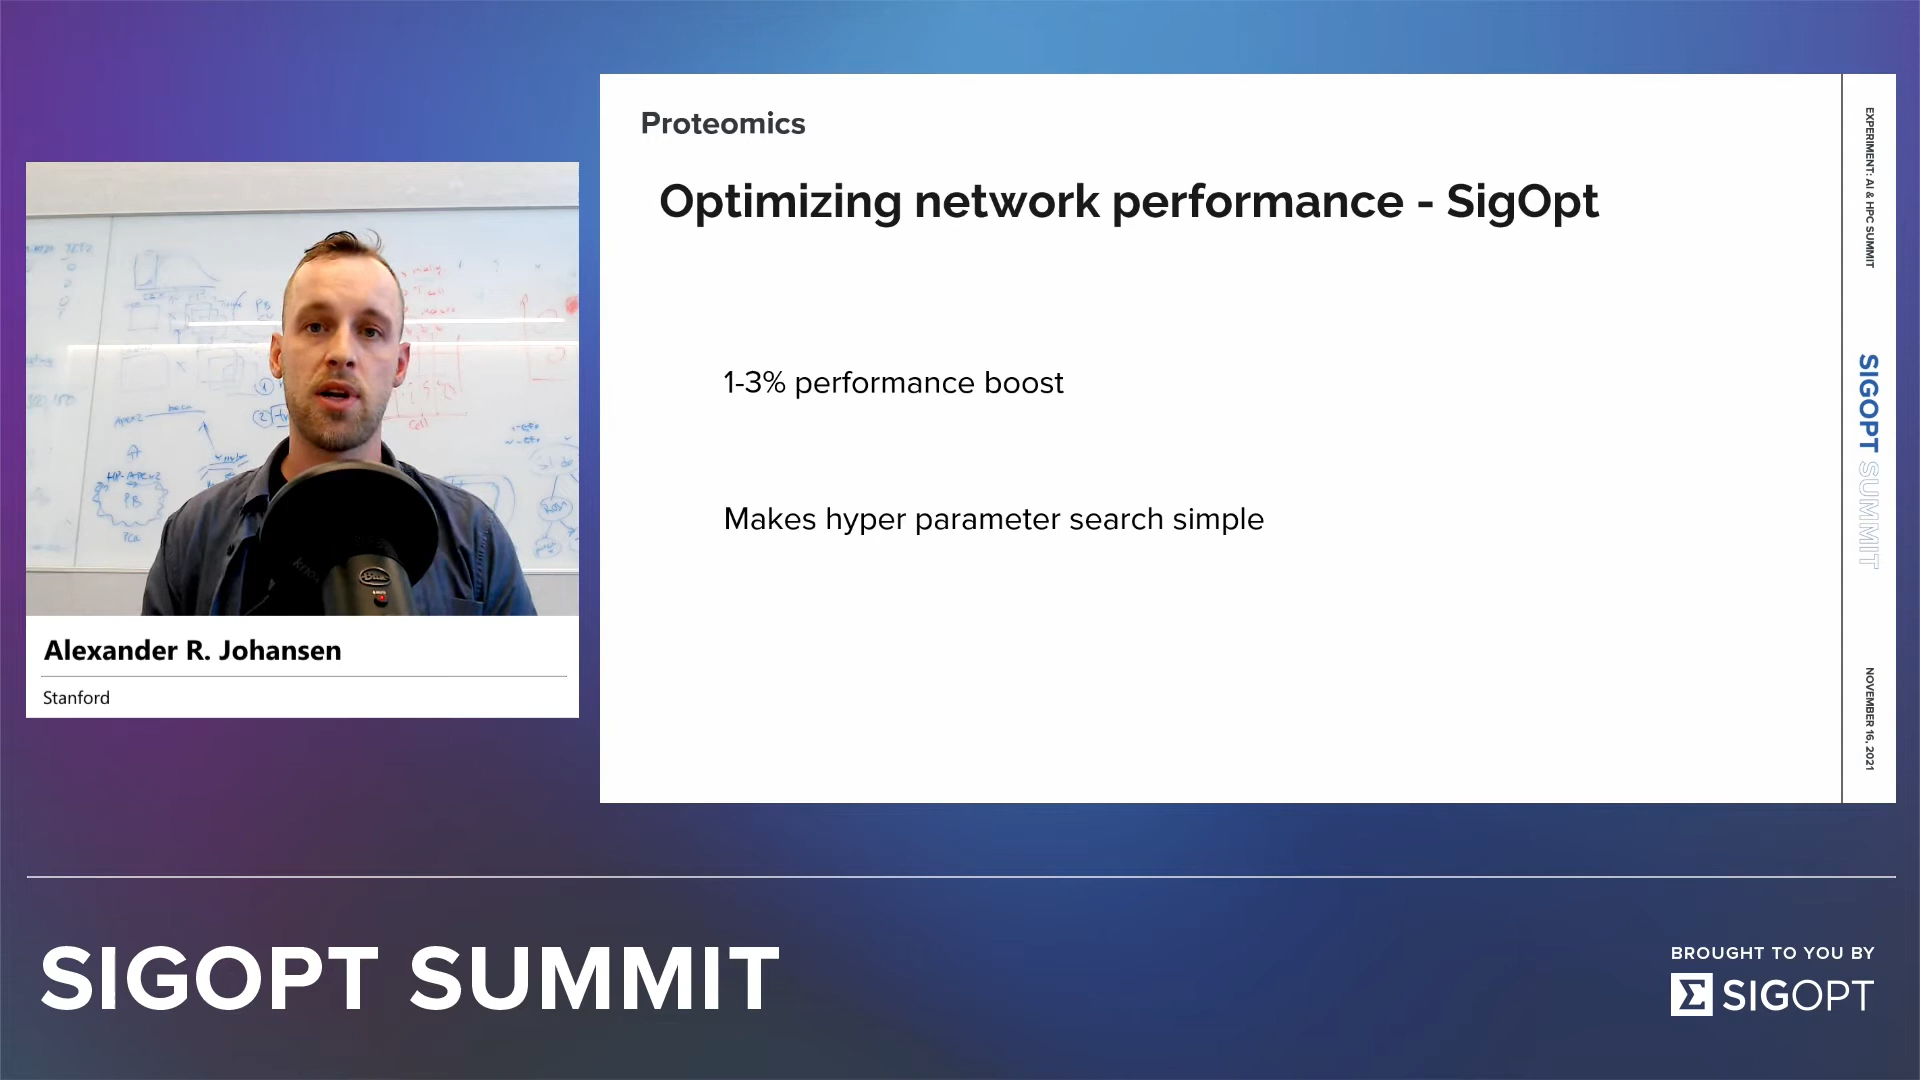 Proteomics
Optimizing network performance - SigOpt
1-3% performance boost
Makes hyper parameter search simple
EXPERIMENT: AI & HPC SUMMIT
SIGOPT SUMMIT
NOVEMBER 16, 2021
Blue
Alexander R. Johansen
Stanford
SIGOPT SUMMIT
BROUGHT TO YOU BY
SIGOPT